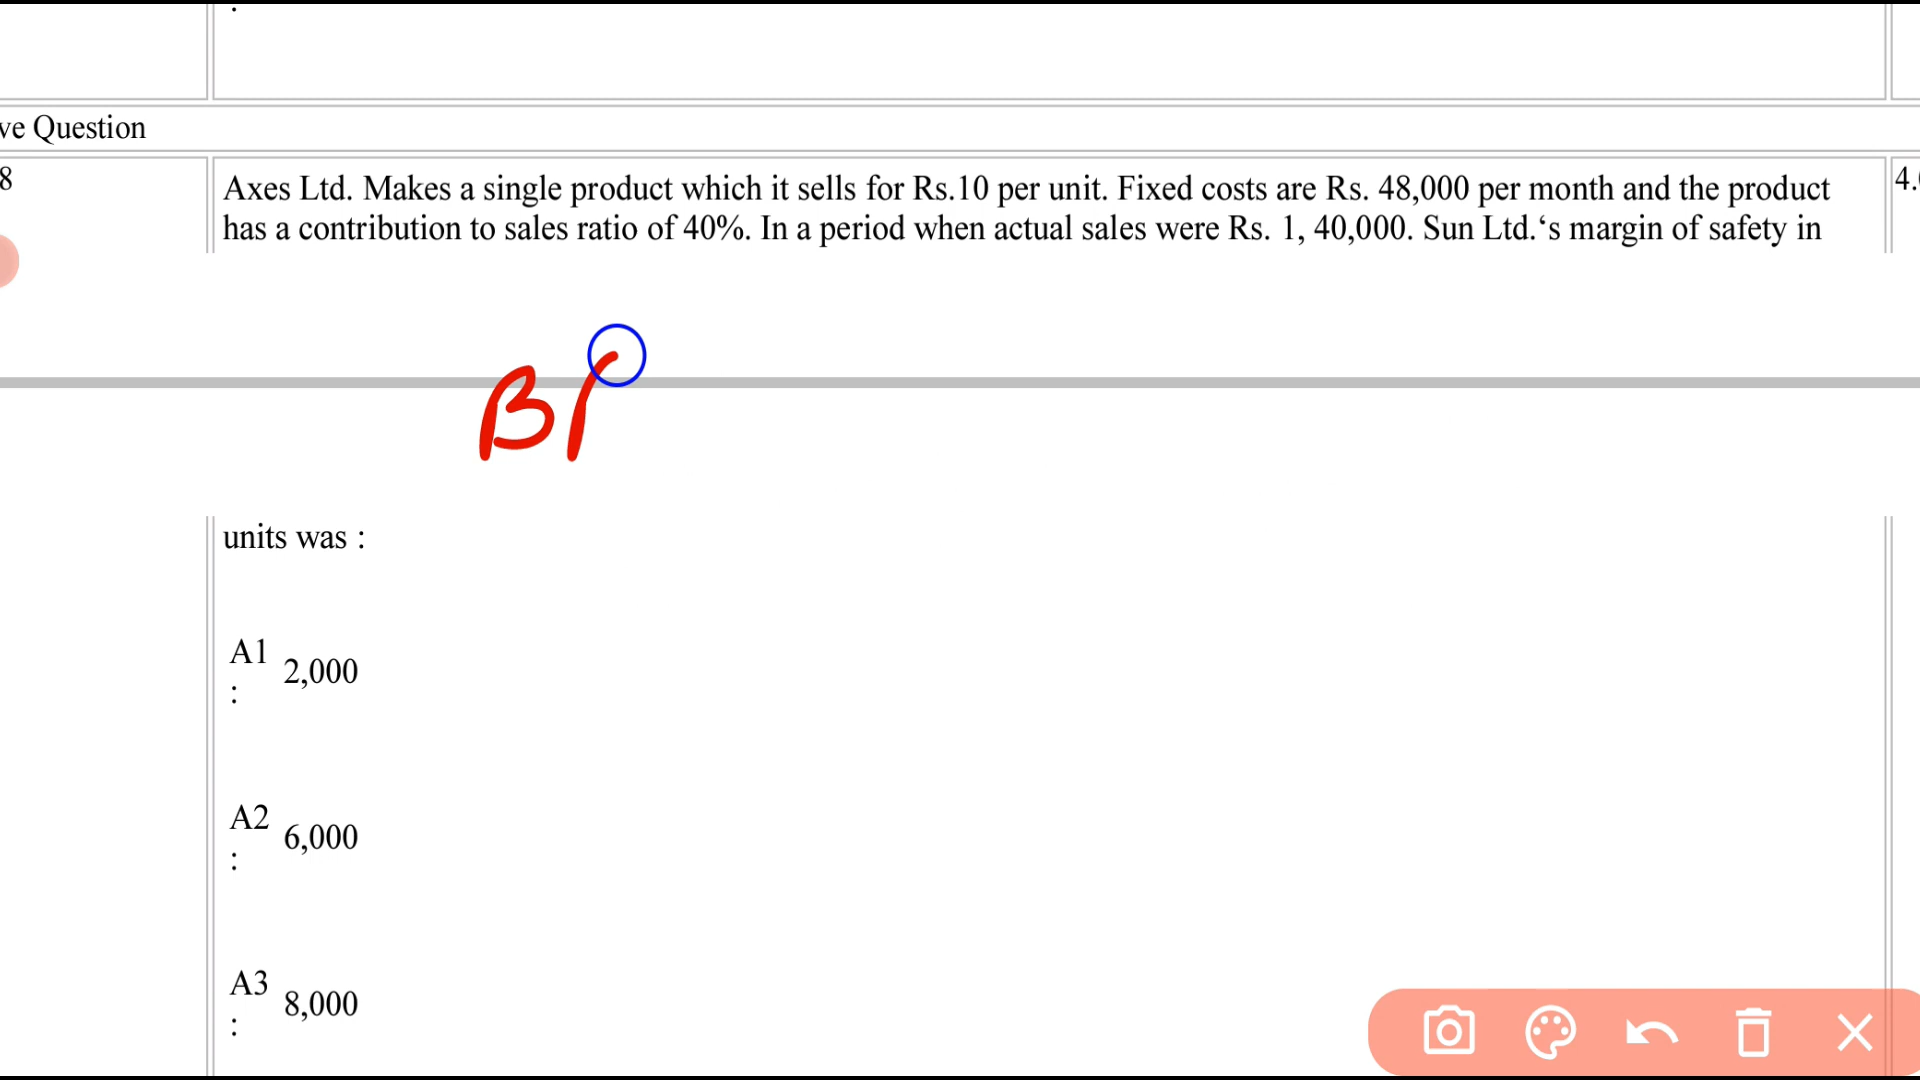 ve Question
8
Axes Ltd. Makes a single product which it sells for Rs.10 per unit. Fixed costs are Rs. 48,000 per month and the product
has a contribution to sales ratio of 40%. In a period when actual sales were Rs. 1, 40,000. Sun Ltd.‘s margin of safety in
4.
B
units was :
A1
:
2,000
A2
:
6,000
A3
:
8,000